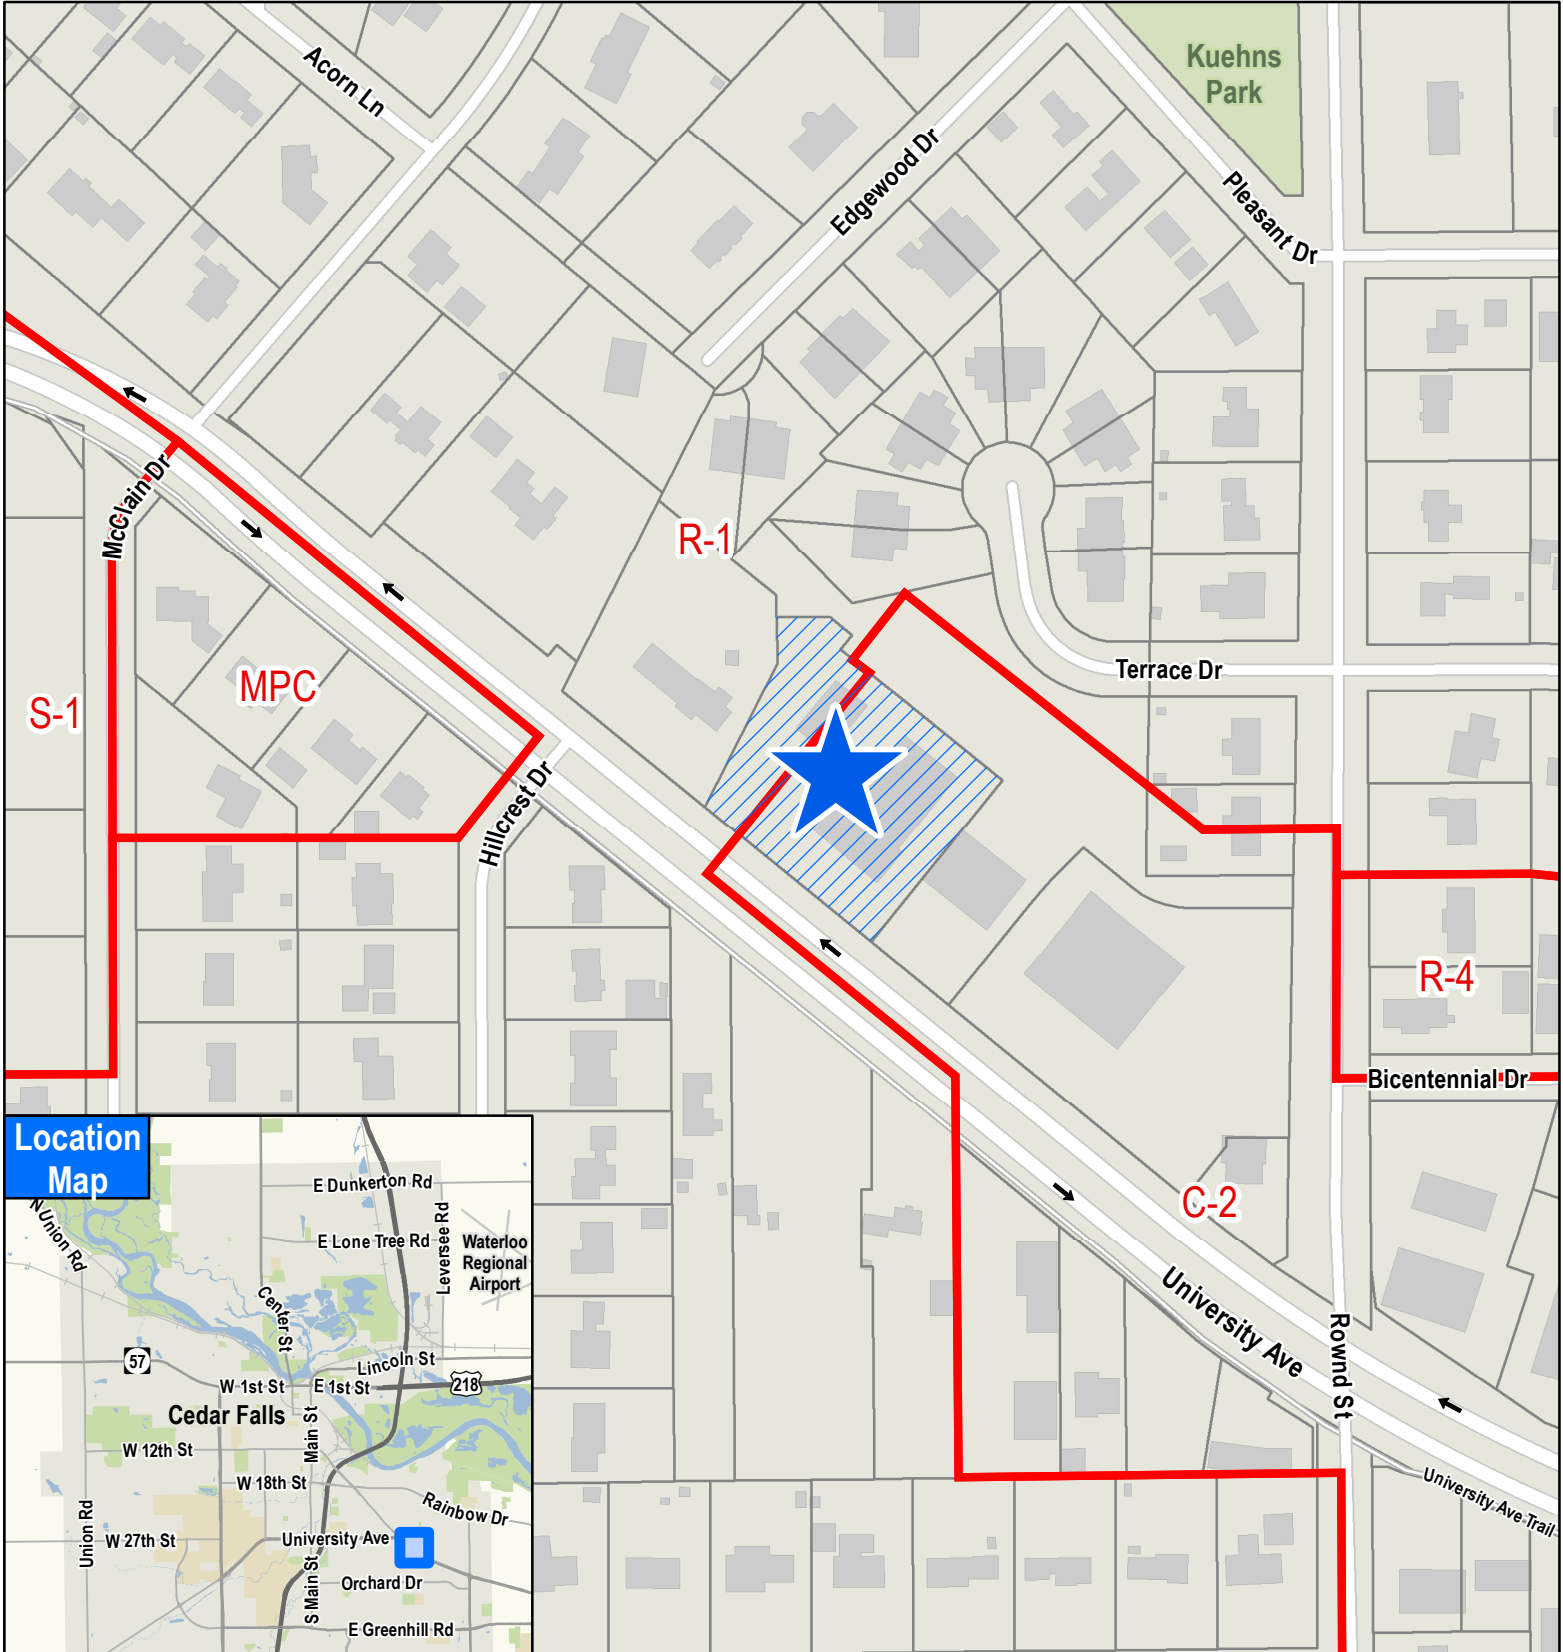 Kuehns
Park
Acorn Ln
Edgewood Dr
Pleasant Dr
McClain Dr
R-1
Terrace Dr
MPC
S-1
Hillcrest Dr
R-4
Bicentennial Dr
C-2
University Ave
Rownd St
University Ave Trail
Location
Map
E Dunkerton Rd
N Union Rd
E Lone Tree Rd
Leversee Rd
Waterloo
Regional
Airport
Center St
57
Lincoln St
W 1st St
E 1st St
218
Cedar Falls
Main St
W 12th St
W 18th St
Rainbow Dr
Union Rd
W 27th St
University Ave
S Main St
Orchard Dr
E Greenhill Rd